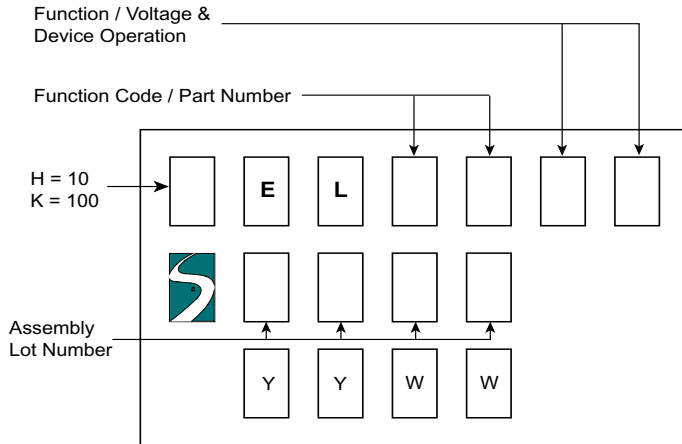 Function / Voltage &
Device Operation
Function Code / Part Number
H = 10
K = 100
E L
Assembly
Lot Number
Y Y W W